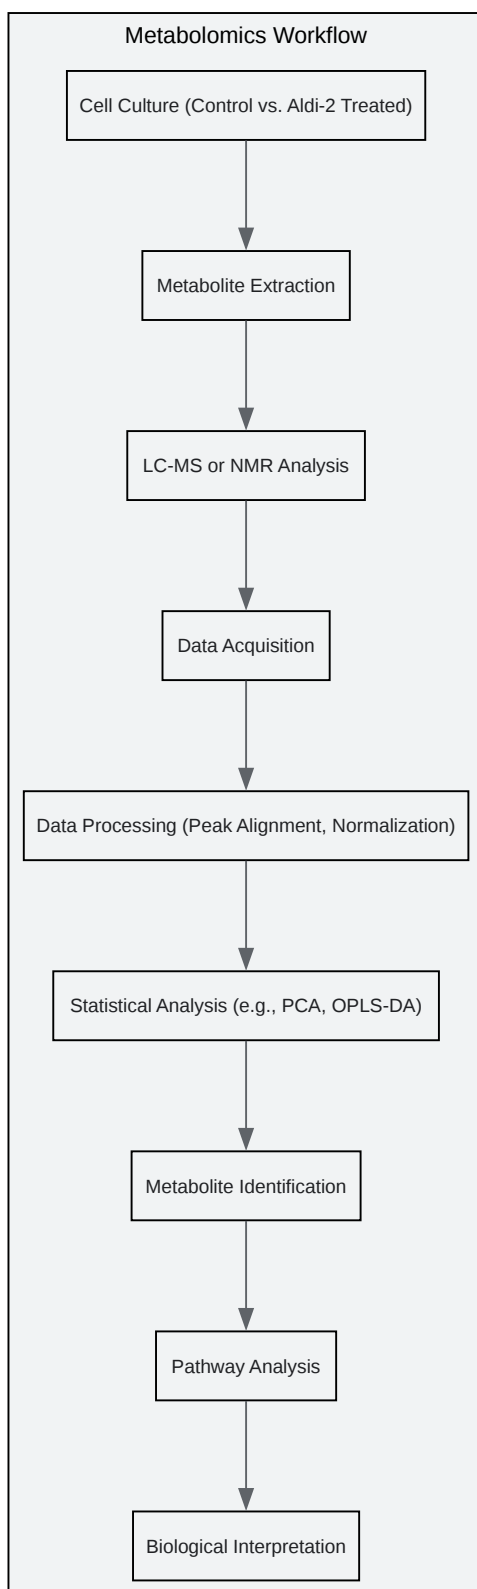 Metabolomics Workflow
Cell Culture (Control vs. Aldi-2 Treated)
Metabolite Extraction
LC-MS or NMR Analysis
Data Acquisition
Data Processing (Peak Alignment, Normalization)
Statistical Analysis (e.g., PCA, OPLS-DA)
Metabolite Identification
Pathway Analysis
Biological Interpretation